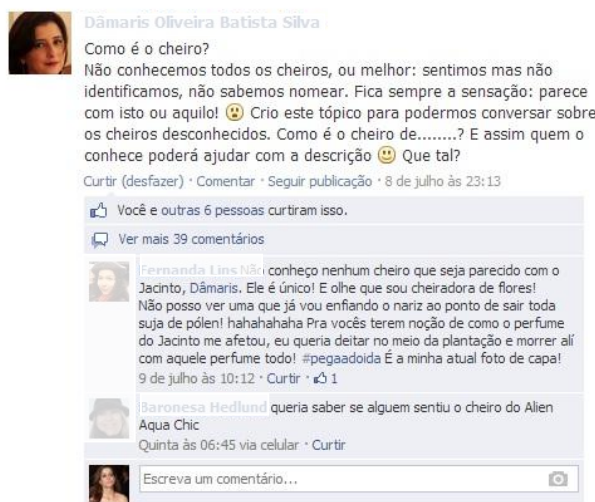 Dâmaris Oliveira Batista Silva
Como é o cheiro?
Não conhecemos todos os cheiros, ou melhor: sentimos mas não
identificamos, não sabemos nomear. Fica sempre a sensação: parece
com isto ou aquilo! Crio este tópico para podermos conversar sobre
os cheiros desconhecidos. Como é o cheiro de........? E assim quem o
conhece poderá ajudar com a descrição Que tal?
Curtir (desfazer) · Comentar · Seguir publicação · 8 de julho às 23:13
Você e outras 6 pessoas curtiram isso.
Ver mais 39 comentários
Fernanda Lins Não conheço nenhum cheiro que seja parecido com o
Jacinto, Dâmaris. Ele é único! E olhe que sou cheiradora de flores!
Não posso ver uma que já vou enfiando o nariz ao ponto de sair toda
suja de pólen! hahahahaha Pra vocês terem noção de como o perfume
do Jacinto me afetou, eu queria deitar no meio da plantação e morrer alí
com aquele perfume todo! #pegaadoida É a minha atual foto de capa!
9 de julho às 10:12 · Curtir · 1
Baronesa Hedlund queria saber se alguem sentiu o cheiro do Alien
Aqua Chic
Quinta às 06:45 via celular · Curtir
Escreva um comentário...